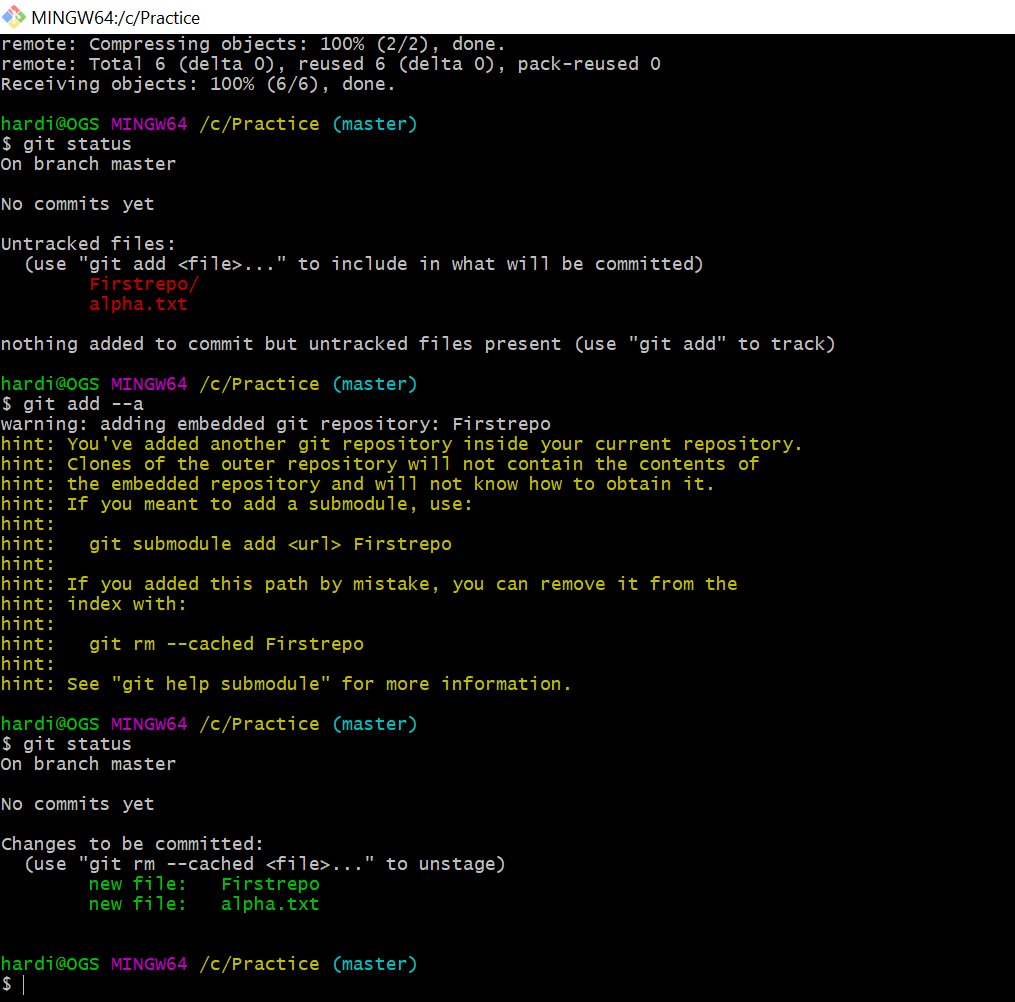 MINGW64:/c/Practice
remote: Compressing objects: 100% (2/2), done.
remote: Total 6 (delta 0), reused 6 (delta 0), pack-reused 0
Receiving objects: 100% (6/6), done.
hardi@OGS MINGW64 /c/Practice (master)
$ git status
On branch master
No commits yet
Untracked files:
  (use "git add <file>..." to include in what will be committed)
        Firstrepo/
        alpha.txt
nothing added to commit but untracked files present (use "git add" to track)
hardi@OGS MINGW64 /c/Practice (master)
$ git add --a
warning: adding embedded git repository: Firstrepo
hint: You've added another git repository inside your current repository.
hint: Clones of the outer repository will not contain the contents of
hint: the embedded repository and will not know how to obtain it.
hint: If you meant to add a submodule, use:
hint:
hint:   git submodule add <url> Firstrepo
hint:
hint: If you added this path by mistake, you can remove it from the
hint: index with:
hint:
hint:   git rm --cached Firstrepo
hint:
hint: See "git help submodule" for more information.
hardi@OGS MINGW64 /c/Practice (master)
$ git status
On branch master
No commits yet
Changes to be committed:
  (use "git rm --cached <file>..." to unstage)
        new file:   Firstrepo
        new file:   alpha.txt
hardi@OGS MINGW64 /c/Practice (master)
$